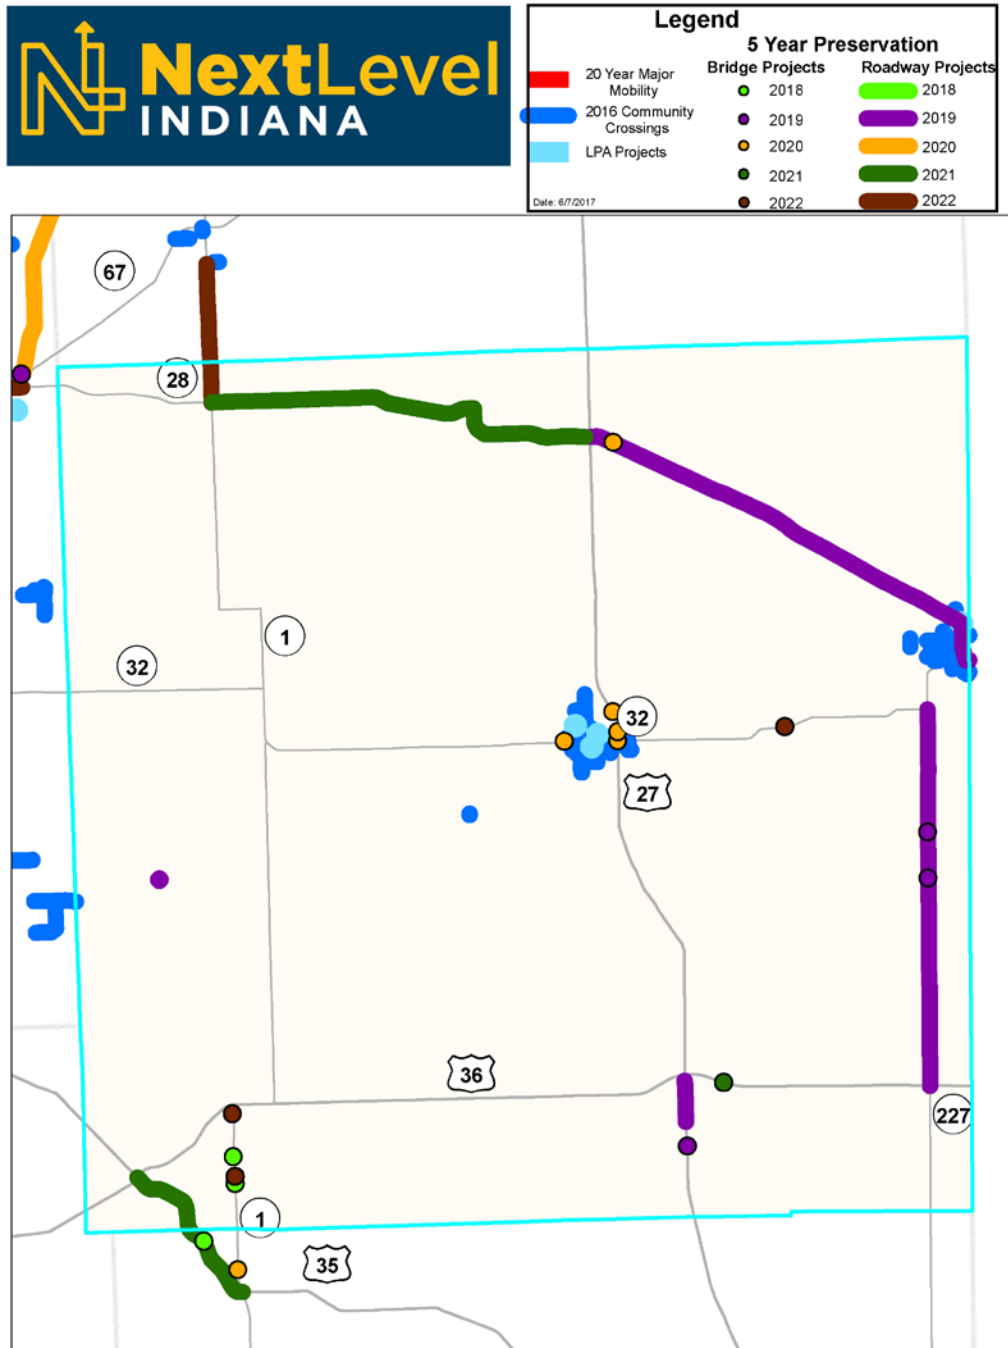 NextLevel
INDIANA
Legend
5 Year Preservation
Bridge Projects
Roadway Projects
20 Year Major
Mobility
2016 Community
Crossings
LPA Projects
2018
2019
2020
2021
2022
2018
2019
2020
2021
2022
Date: 6/7/2017
67
28
1
32
32
27
36
227
1
35